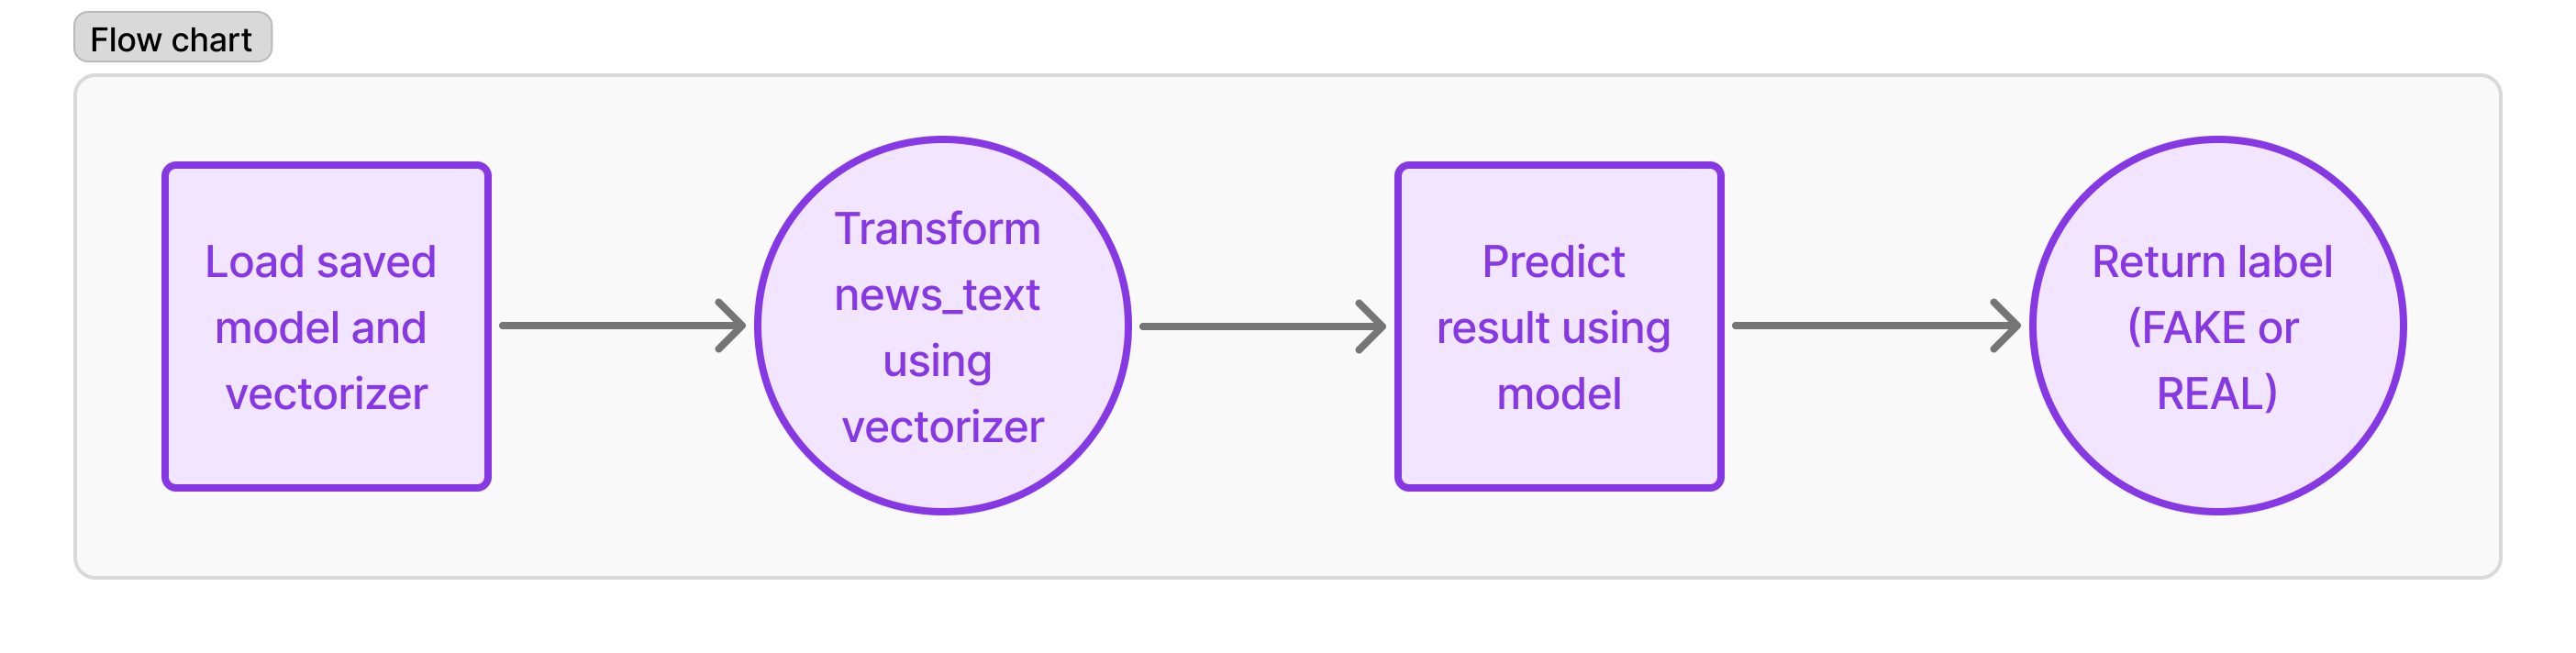 Flow chart
Load saved
model and
vectorizer
Transform
news_text
using
vectorizer
Predict
result using
model
Return label
(FAKE or
REAL)